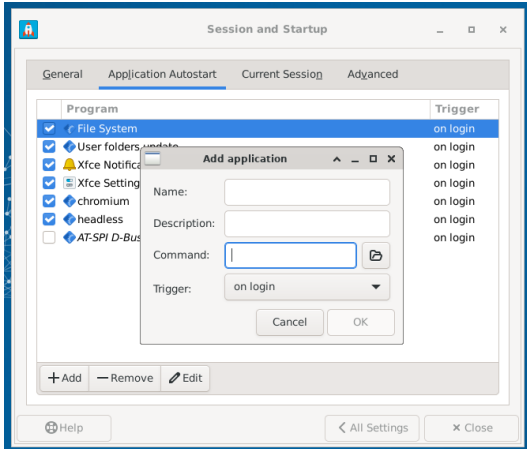 Session and Startup
General Application Autostart Current Session Advanced
Program Trigger
File System on login
User folders update on login
Xfce Notifica on login
Xfce Setting on login
chromium on login
headless on login
AT-SPI D-Bus on login
Add application
Name:
Description:
Command:
Trigger: on login
Cancel OK
Add Remove Edit
Help All Settings Close